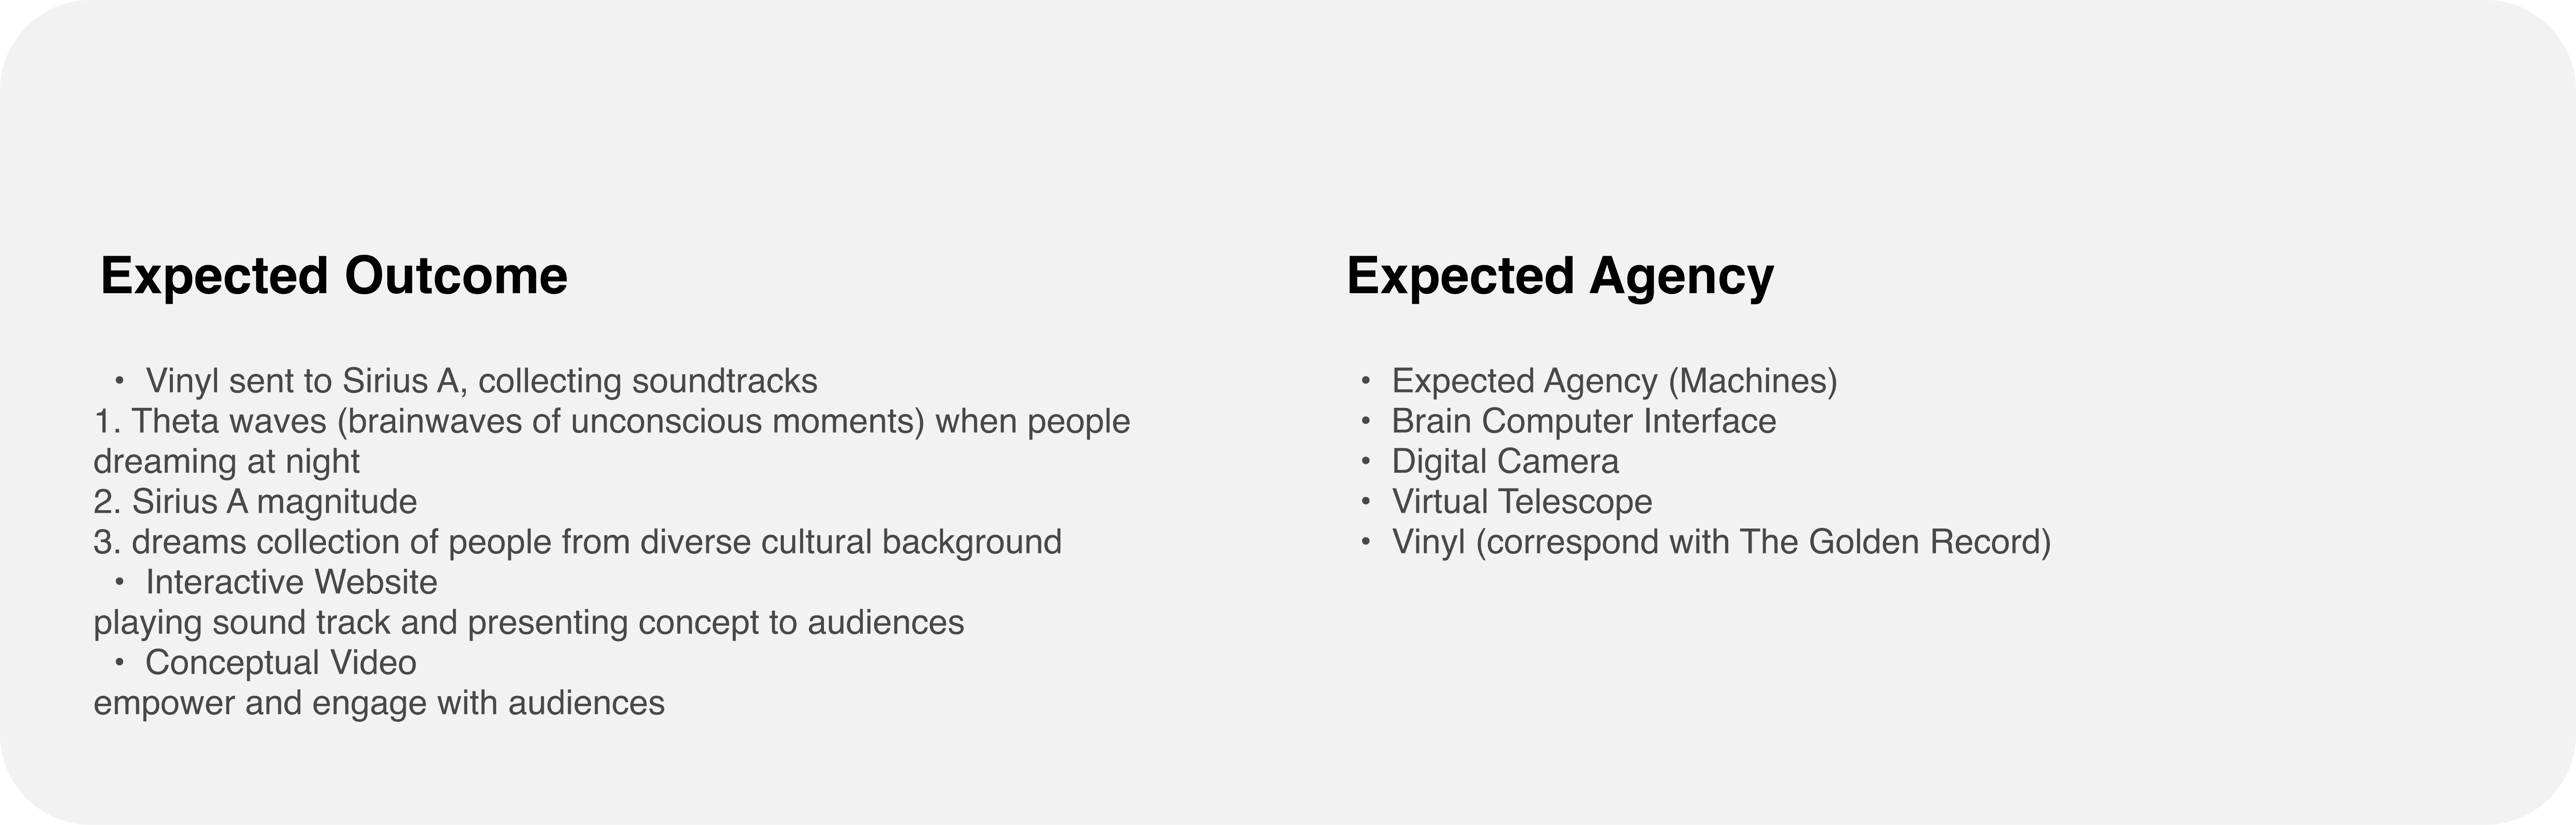 Expected Outcome
• Vinyl sent to Sirius A, collecting soundtracks
1. Theta waves (brainwaves of unconscious moments) when people
dreaming at night
2. Sirius A magnitude
3. dreams collection of people from diverse cultural background
• Interactive Website
playing sound track and presenting concept to audiences
• Conceptual Video
empower and engage with audiences
Expected Agency
• Expected Agency (Machines)
• Brain Computer Interface
• Digital Camera
• Virtual Telescope
• Vinyl (correspond with The Golden Record)